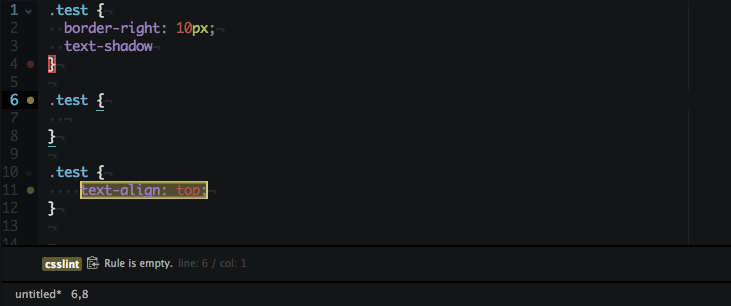 1 .test {
2 border-right: 10px;
3 text-shadow
4 }
5
6 .test {
7
8 }
9
10 .test {
11 text-align: top;
12 }
13
14
csslint Rule is empty. line: 6 / col: 1
untitled* 6,8